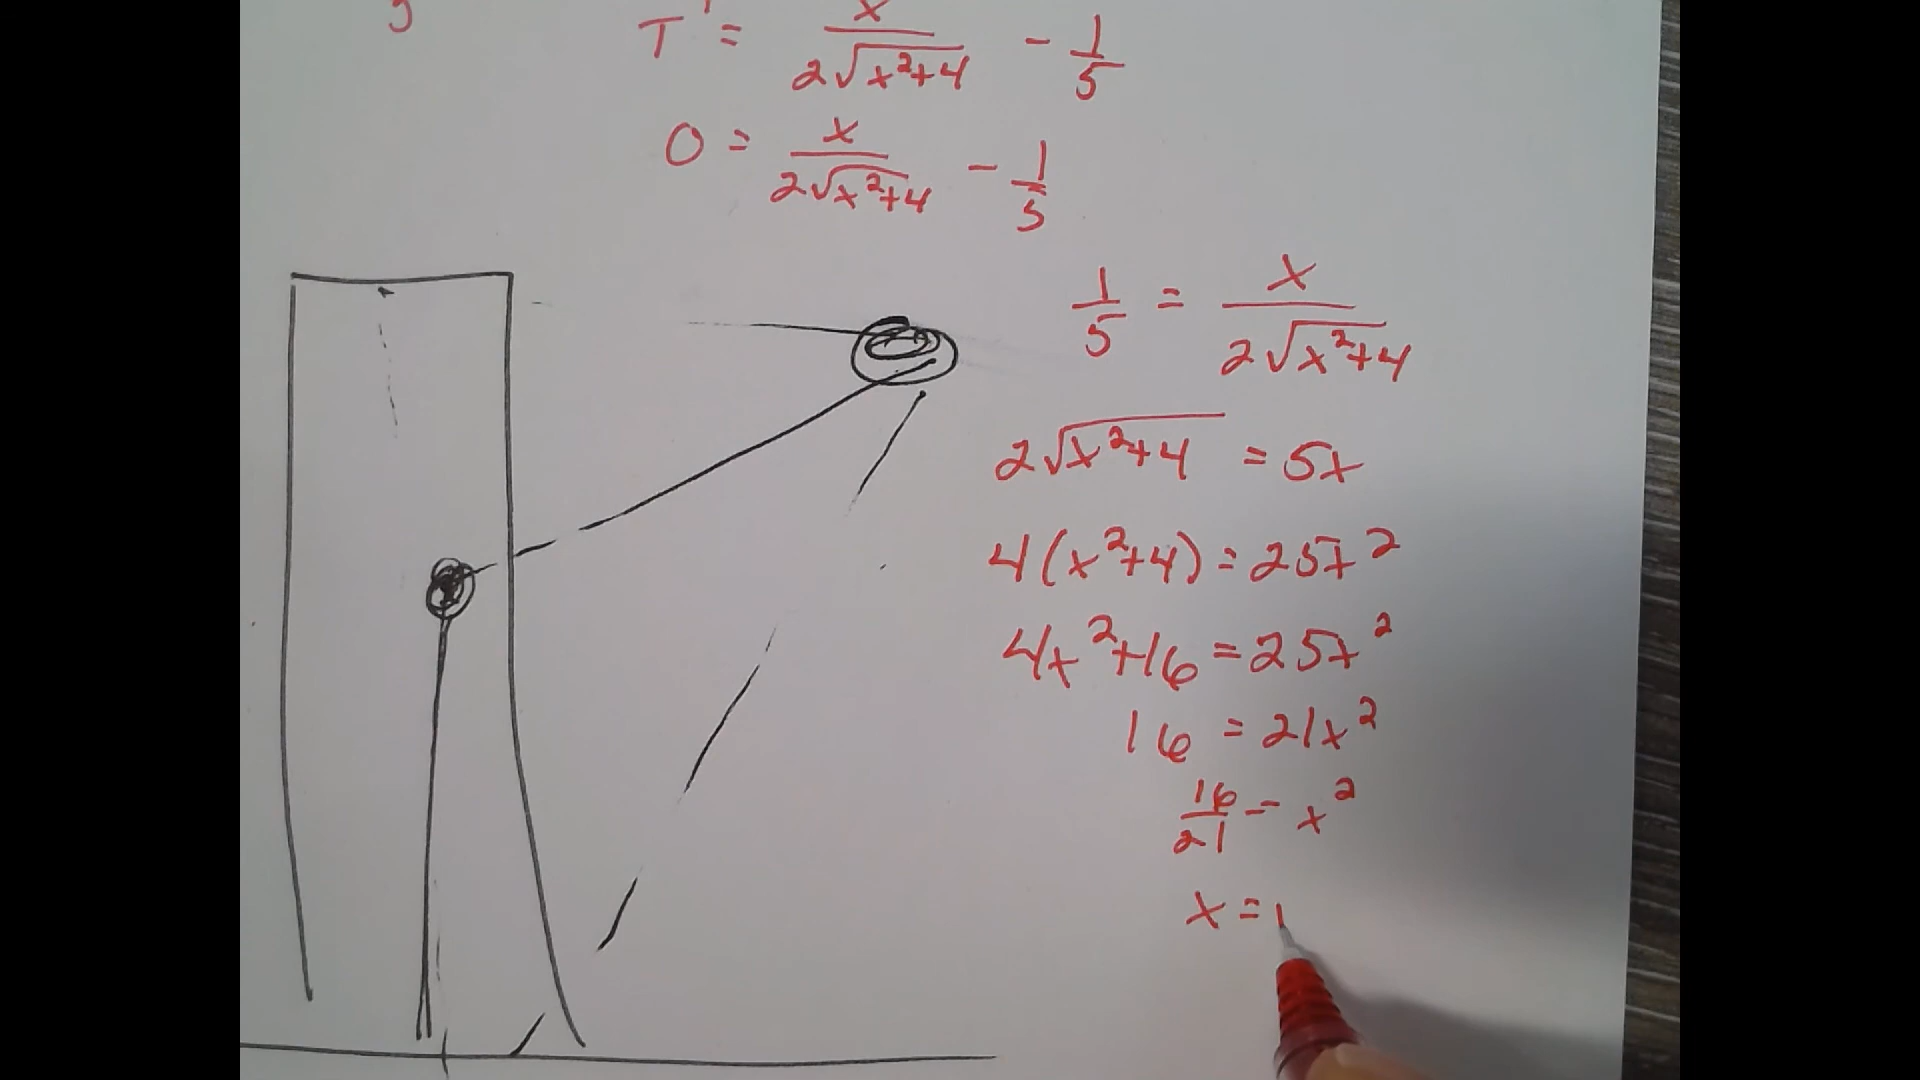 T' = x/(2√(x²+4)) - 1/5
0 = x/(2√(x²+4)) - 1/5
1/5 = x/(2√(x²+4))
2√(x²+4) = 5x
4(x²+4) = 25x²
4x²+16 = 25x²
16 = 21x²
16/21 = x²
x =